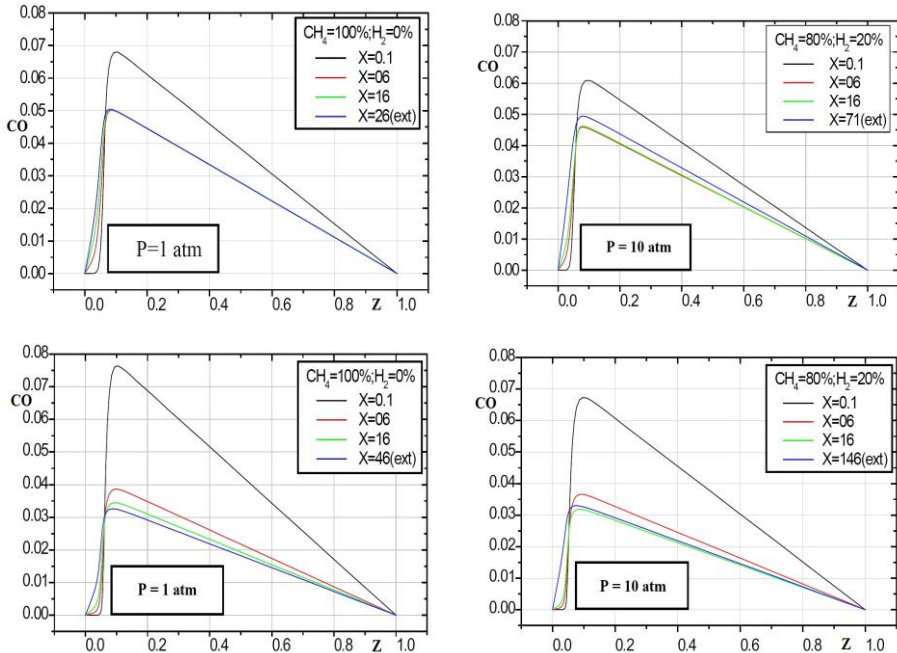 0.08
0.07
0.06
0.05
CO
0.04
0.03
0.02
0.01
0.00
CH4=100%;H2=0%
X=0.1
X=06
X=16
X=26(ext)
P=1 atm
0.0 0.2 0.4 0.6 0.8 Z 1.0
0.08
0.07
CO
0.06
0.05
0.04
0.03
0.02
0.01
0.00
CH4=80%;H2=20%
X=0.1
X=06
X=16
X=71(ext)
P = 10 atm
0.0 0.2 0.4 0.6 0.8 Z 1.0
0.08
0.07
CO
0.06
0.05
0.04
0.03
0.02
0.01
0.00
CH4=100%;H2=0%
X=0.1
X=06
X=16
X=46(ext)
P = 1 atm
0.0 0.2 0.4 0.6 0.8 Z 1.0
0.08
0.07
CO
0.06
0.05
0.04
0.03
0.02
0.01
0.00
CH4=80%;H2=20%
X=0.1
X=06
X=16
X=146(ext)
P = 10 atm
0.0 0.2 0.4 0.6 0.8 Z 1.0